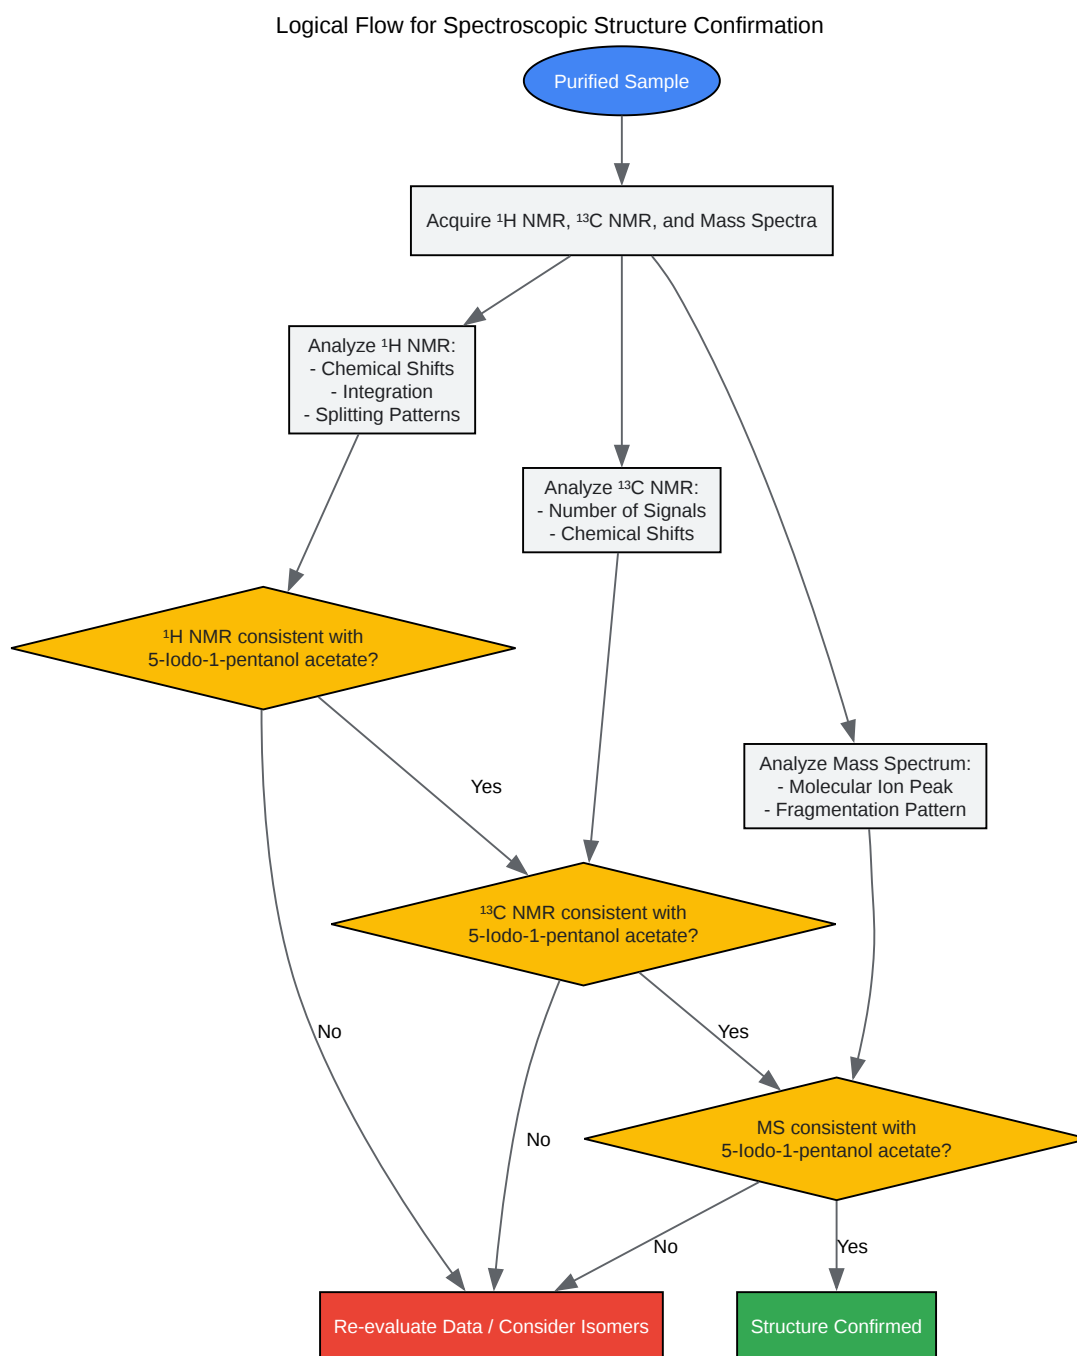 Logical Flow for Spectroscopic Structure Confirmation
Purified Sample
Acquire ¹H NMR, ¹³C NMR, and Mass Spectra
Analyze ¹H NMR:
- Chemical Shifts
- Integration
- Splitting Patterns
Analyze ¹³C NMR:
- Number of Signals
- Chemical Shifts
¹H NMR consistent with
5-Iodo-1-pentanol acetate?
Analyze Mass Spectrum:
- Molecular Ion Peak
- Fragmentation Pattern
Yes
¹³C NMR consistent with
5-Iodo-1-pentanol acetate?
No
Yes
No
MS consistent with
5-Iodo-1-pentanol acetate?
No
Yes
Re-evaluate Data / Consider Isomers
Structure Confirmed